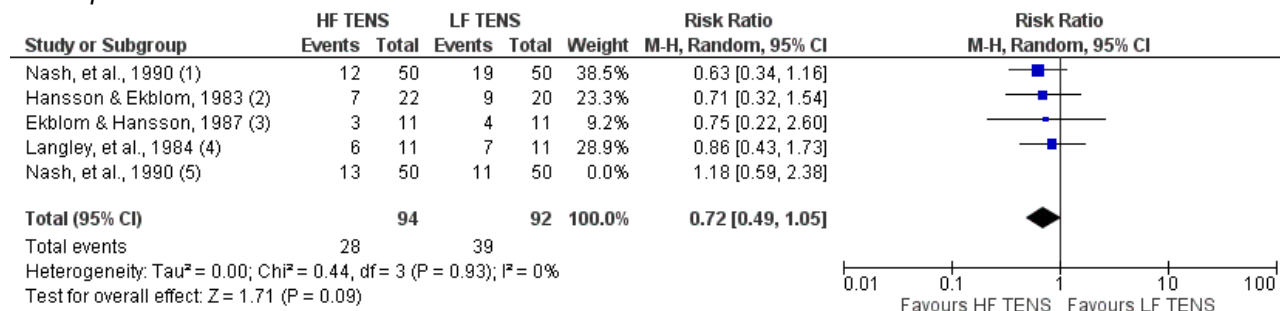 HF TENS LF TENS Risk Ratio Risk Ratio
Study or Subgroup Events Total Events Total Weight M-H, Random, 95% CI M-H, Random, 95% CI
Nash, et al., 1990 (1) 12 50 19 50 38.5% 0.63 [0.34, 1.16]
Hansson & Ekblom, 1983 (2) 7 22 9 20 23.3% 0.71 [0.32, 1.54]
Ekblom & Hansson, 1987 (3) 3 11 4 11 9.2% 0.75 [0.22, 2.60]
Langley, et al., 1984 (4) 6 11 7 11 28.9% 0.86 [0.43, 1.73]
Nash, et al., 1990 (5) 13 50 11 50 0.0% 1.18 [0.59, 2.38]
Total (95% CI) 94 92 100.0% 0.72 [0.49, 1.05]
Total events 28 39
Heterogeneity: Tau² = 0.00; Chi² = 0.44, df = 3 (P = 0.93); I² = 0%
Test for overall effect: Z = 1.71 (P = 0.09)
0.01 0.1 1 10 100
Favours HF TENS Favours LF TENS